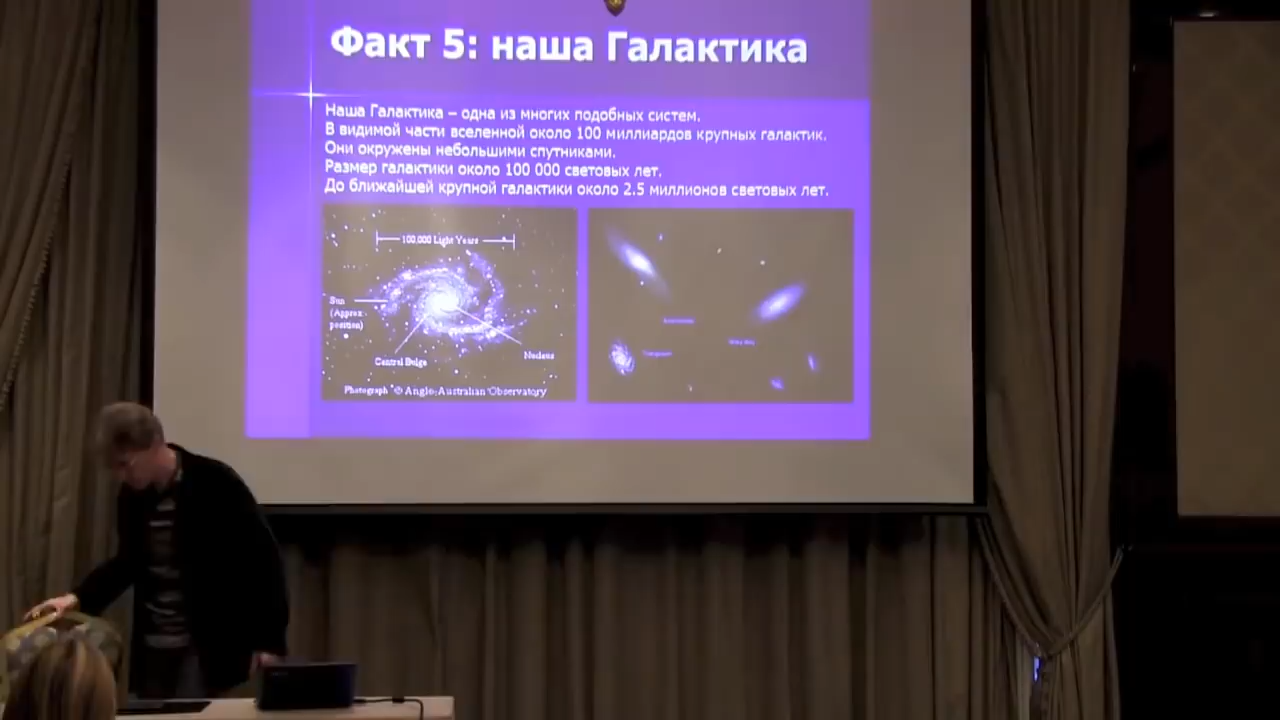 Факт 5: наша Галактика
Наша Галактика – одна из многих подобных систем.
В видимой части вселенной около 100 миллиардов крупных галактик.
Они окружены небольшими спутниками.
Размер галактики около 100 000 световых лет.
До ближайшей крупной галактики около 2.5 миллионов световых лет.
100,000 Light Years
Sun
(Approx
position)
Nucleus
Central Bulge
Photograph © Anglo-Australian Observatory
Milky Way